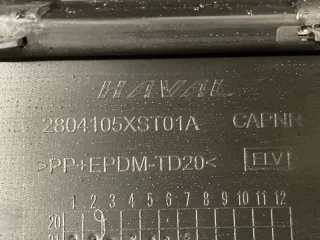 HAVAL
2804105XST01A CAPNR
>PP+EPDM-TD20< ELV
1 2 3 4 5 6 7 8 9 10 11 12
20
21